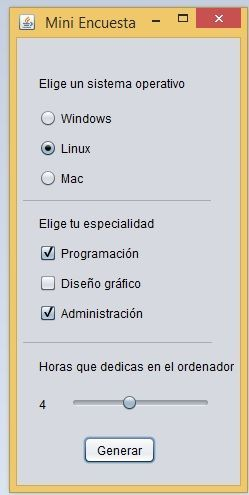 Mini Encuesta
Elige un sistema operativo
Windows
Linux
Mac
Elige tu especialidad
Programación
Diseño gráfico
Administración
Horas que dedicas en el ordenador
4
Generar